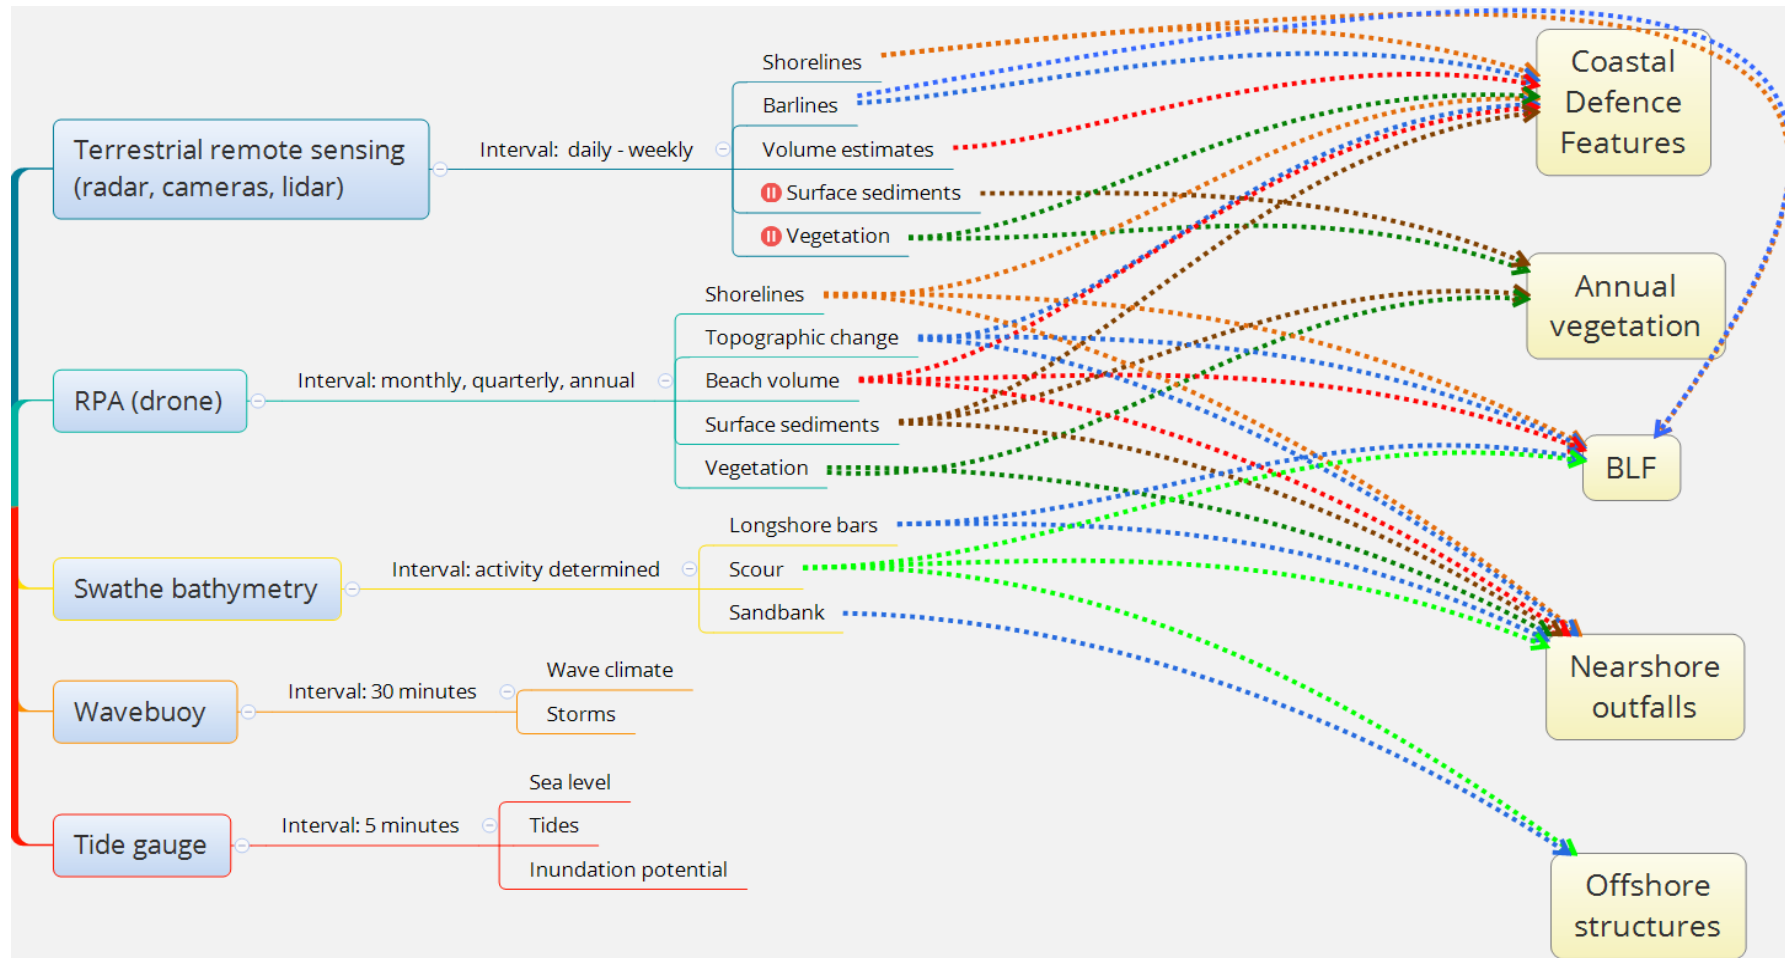 Terrestrial remote sensing
(radar, cameras, lidar)
Interval:  daily - weekly
Shorelines
Barlines
Volume estimates
Surface sediments
Vegetation
RPA (drone)
Interval: monthly, quarterly, annual
Shorelines
Topographic change
Beach volume
Surface sediments
Vegetation
Swathe bathymetry
Interval: activity determined
Longshore bars
Scour
Sandbank
Wavebuoy
Interval: 30 minutes
Wave climate
Storms
Tide gauge
Interval: 5 minutes
Sea level
Tides
Inundation potential
Coastal
Defence
Features
Annual
vegetation
BLF
Nearshore
outfalls
Offshore
structures